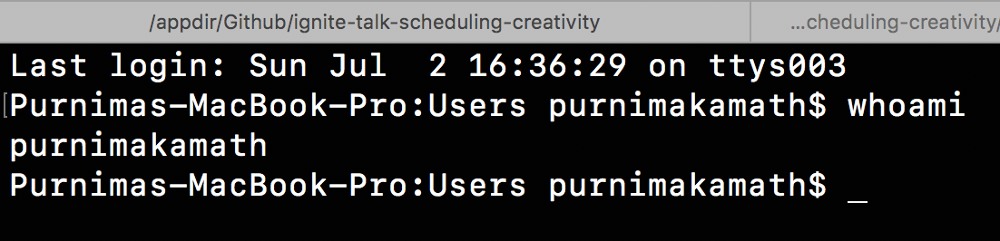 /appdir/Github/ignite-talk-scheduling-creativity
...cheduling-creativity/
Last login: Sun Jul  2 16:36:29 on ttys003
[Purnimas-MacBook-Pro:Users purnimakamath$ whoami
purnimakamath
Purnimas-MacBook-Pro:Users purnimakamath$ _